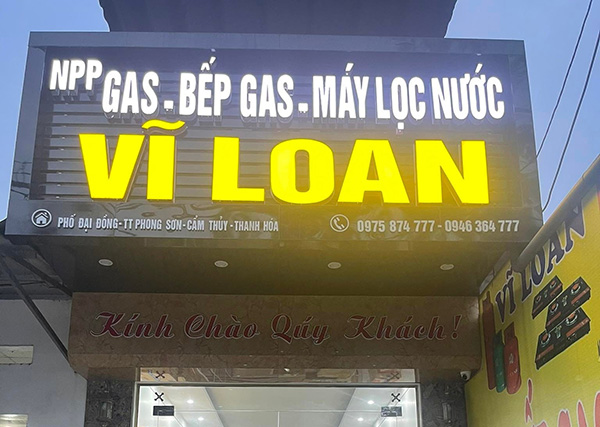 NPP GAS - BẾP GAS - MÁY LỌC NƯỚC
VĨ LOAN
PHỐ ĐẠI ĐỒNG-TT PHONG SƠN-CẨM THỦY-THANH HÓA
0975 874 777 - 0946 364 777
Kính Chào Qúy Khách!
VĨ LOAN